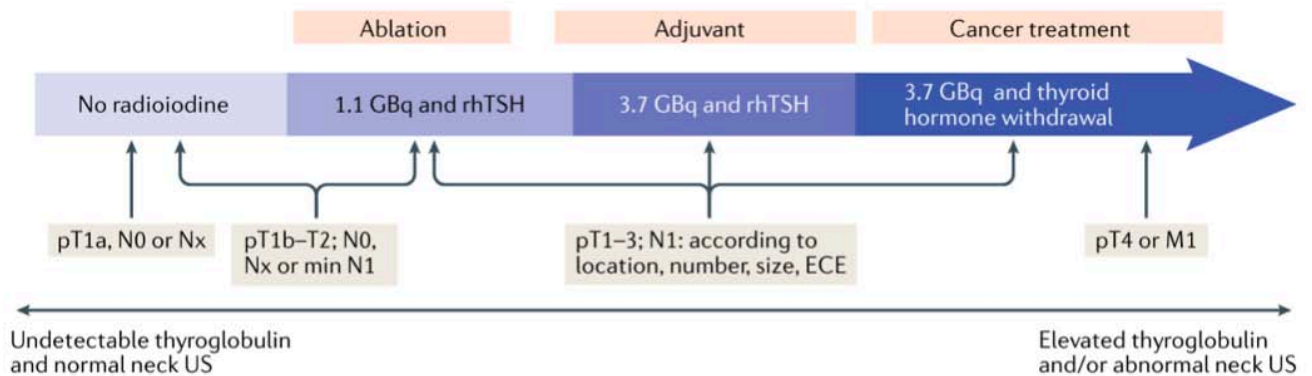 Ablation
Adjuvant
Cancer treatment
No radioiodine
1.1 GBq and rhTSH
3.7 GBq and rhTSH
3.7 GBq and thyroid
hormone withdrawal
pT1a, N0 or Nx
pT1b–T2; N0,
Nx or min N1
pT1–3; N1: according to
location, number, size, ECE
pT4 or M1
Undetectable thyroglobulin
and normal neck US
Elevated thyroglobulin
and/or abnormal neck US